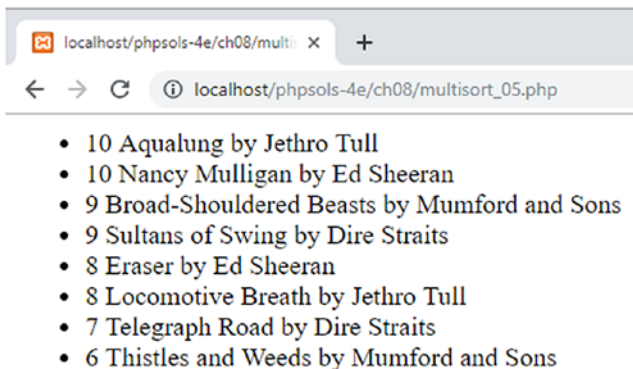 localhost/phpsols-4e/ch08/multi
localhost/phpsols-4e/ch08/multisort_05.php
• 10 Aqualung by Jethro Tull
• 10 Nancy Mulligan by Ed Sheeran
• 9 Broad-Shouldered Beasts by Mumford and Sons
• 9 Sultans of Swing by Dire Straits
• 8 Eraser by Ed Sheeran
• 8 Locomotive Breath by Jethro Tull
• 7 Telegraph Road by Dire Straits
• 6 Thistles and Weeds by Mumford and Sons